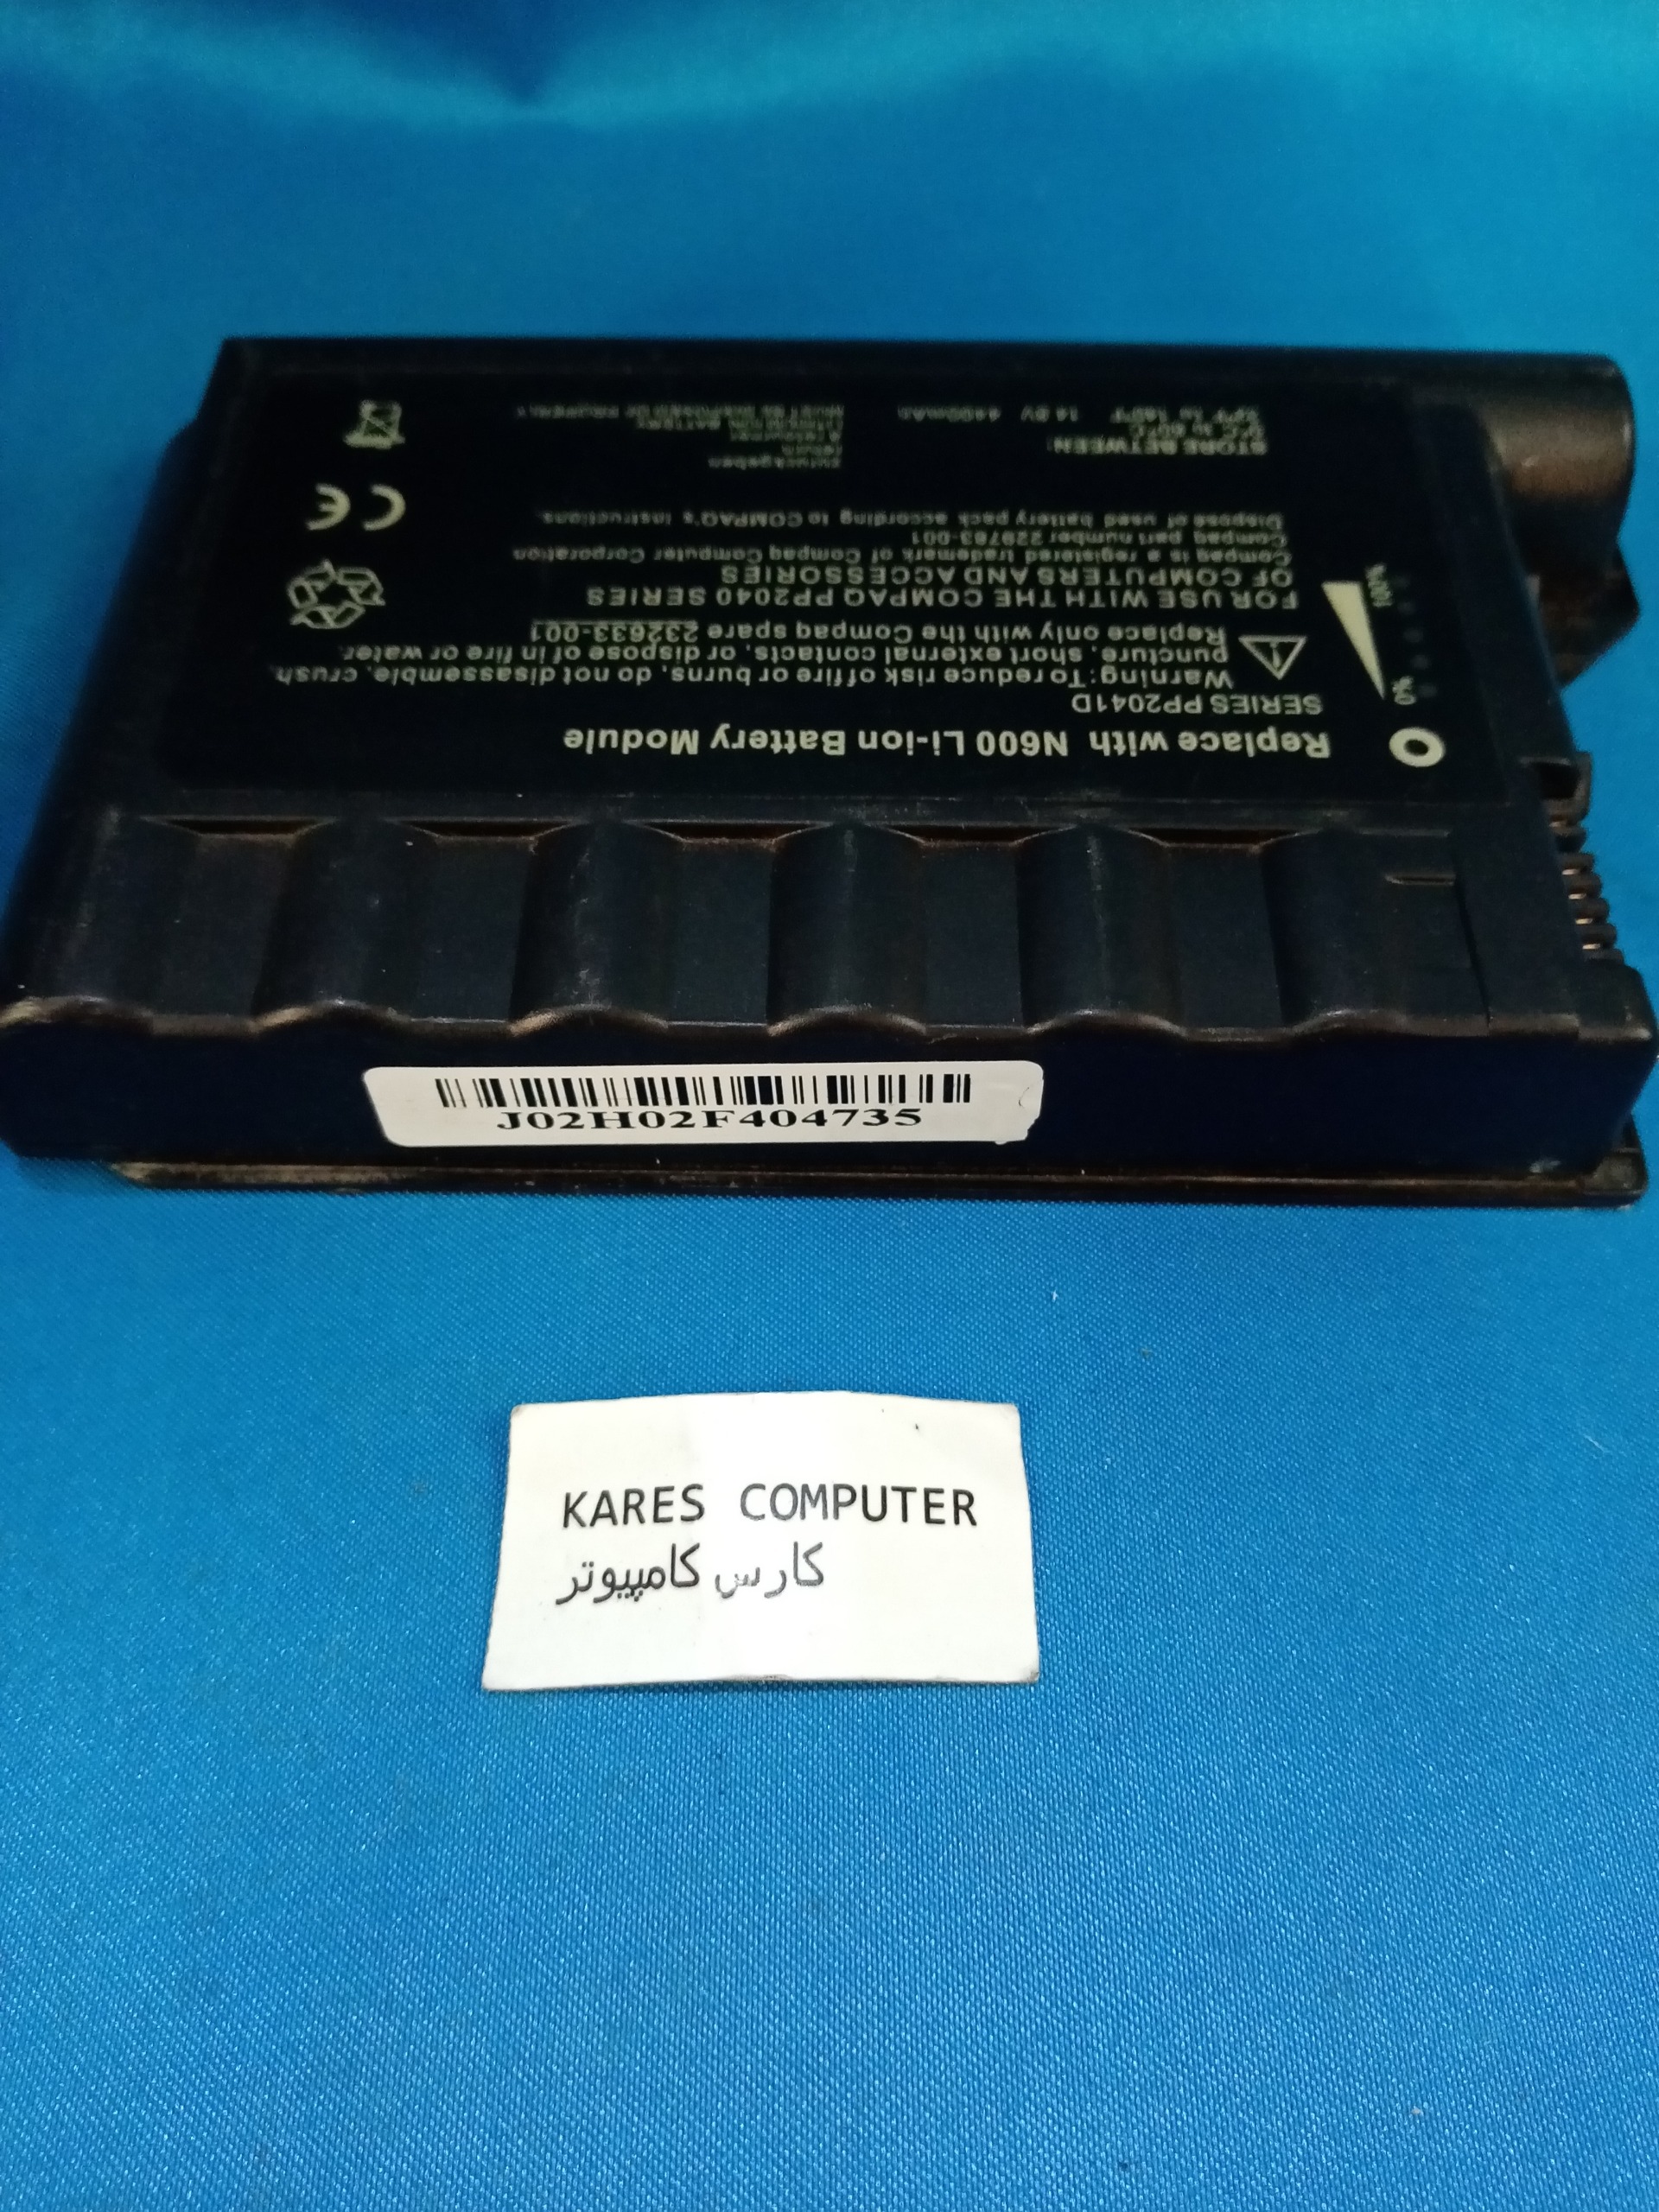 Replace with N600 Li-ion Battery Module
SERIES PP2041D
Warning: To reduce risk of fire or burns, do not disassemble, crush,
puncture, short external contacts, or dispose of in fire or water.
Replace only with the Compaq spare 232633-001
FOR USE WITH THE COMPAQ PP2040 SERIES
OF COMPUTERS AND ACCESSORIES
Compaq is a registered trademark of Compaq Computer Corporation
Compaq part number 229783-001
Dispose of used battery pack according to COMPAQ's instructions.
STORE BETWEEN:
14.8V 4400mAh
zuruckgeben
0%
100%
CE
J02H02F404735
KARES COMPUTER
کارس کامپیوتر